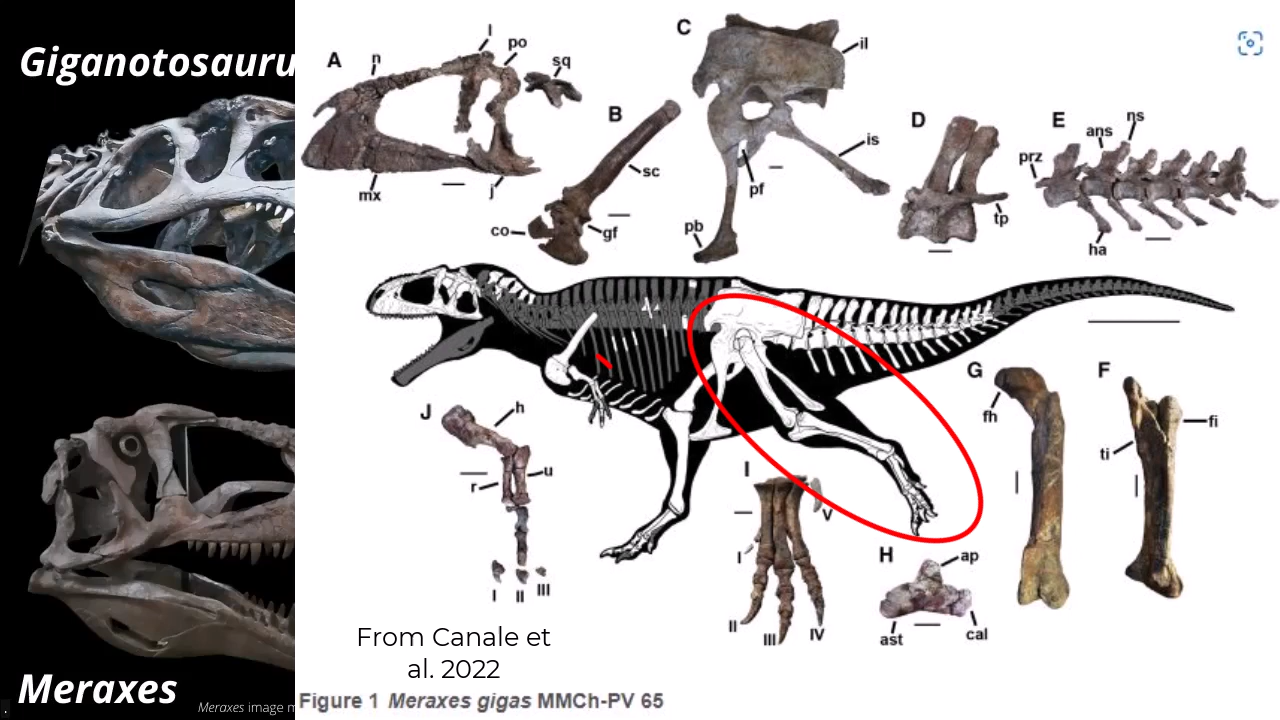 Giganotosauru
A
n
l
po
sq
mx
j
B
sc
co
gf
C
il
is
pf
pb
D
tp
E
ns
ans
prz
ha
G
fh
F
fi
ti
J
h
u
r
I
II
III
I
V
I
II
III
IV
H
ap
ast
cal
From Canale et
al. 2022
Figure 1 Meraxes gigas MMCh-PV 65
Meraxes
Meraxes image m